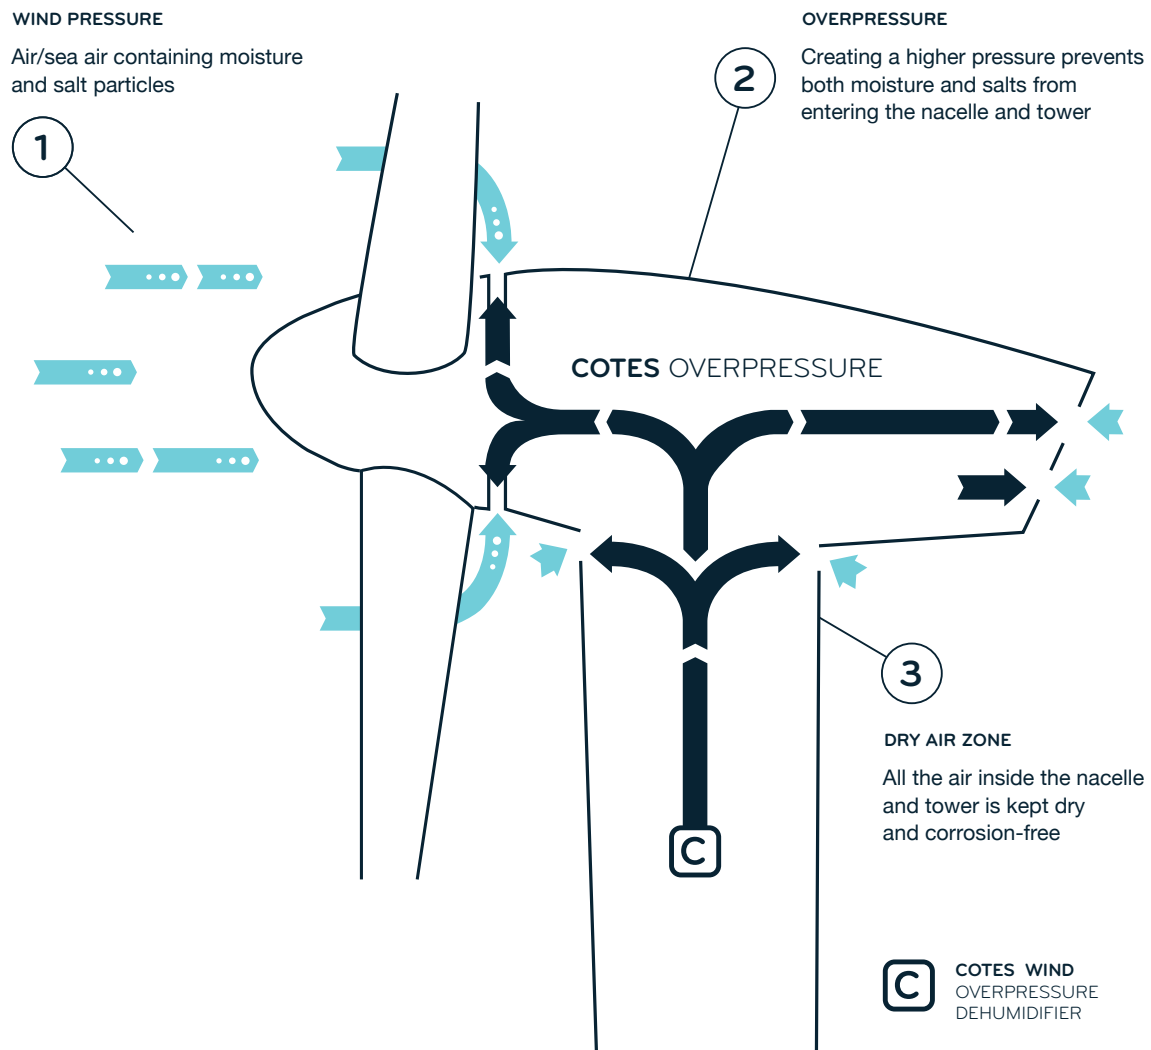 WIND PRESSURE
Air/sea air containing moisture
and salt particles
1
OVERPRESSURE
Creating a higher pressure prevents
both moisture and salts from
entering the nacelle and tower
2
COTES OVERPRESSURE
3
DRY AIR ZONE
All the air inside the nacelle
and tower is kept dry
and corrosion-free
C
C
COTES WIND
OVERPRESSURE
DEHUMIDIFIER